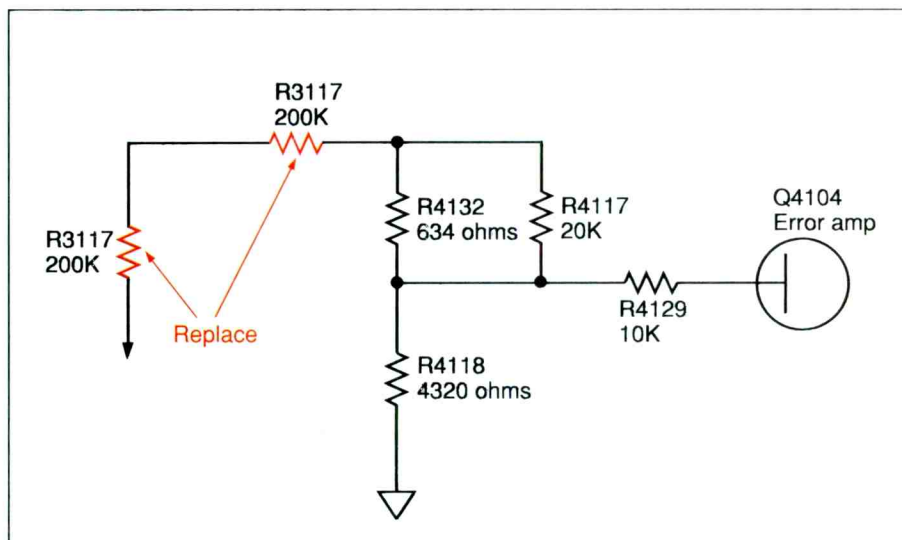 R3117
200K
R4132
634 ohms
R4117
20K
Q4104
Error amp
R3117
200K
R4129
10K
Replace
R4118
4320 ohms